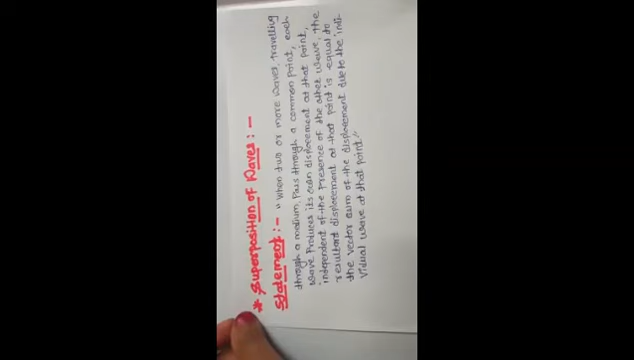 * Superposition of Waves : -
Statement : - "When two or more waves, travelling
through a medium, Pass through a common point, each
wave Produces its own displacement at that point,
independent of the Presence of the other wave, the
resultant displacement at that point is equal to
the vector sum of the displacement due to the indi-
vidual wave at that point."